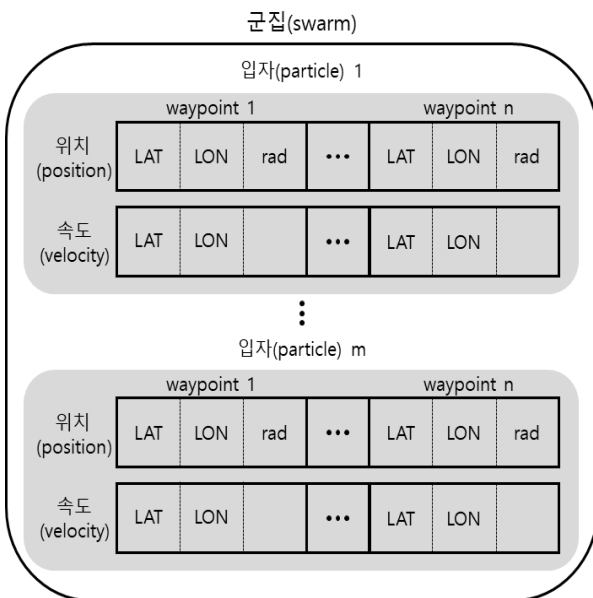 군집(swarm)
입자(particle) 1
waypoint 1 waypoint n
위치
(position)
LAT LON rad ••• LAT LON rad
속도
(velocity)
LAT LON ••• LAT LON
입자(particle) m
waypoint 1 waypoint n
위치
(position)
LAT LON rad ••• LAT LON rad
속도
(velocity)
LAT LON ••• LAT LON